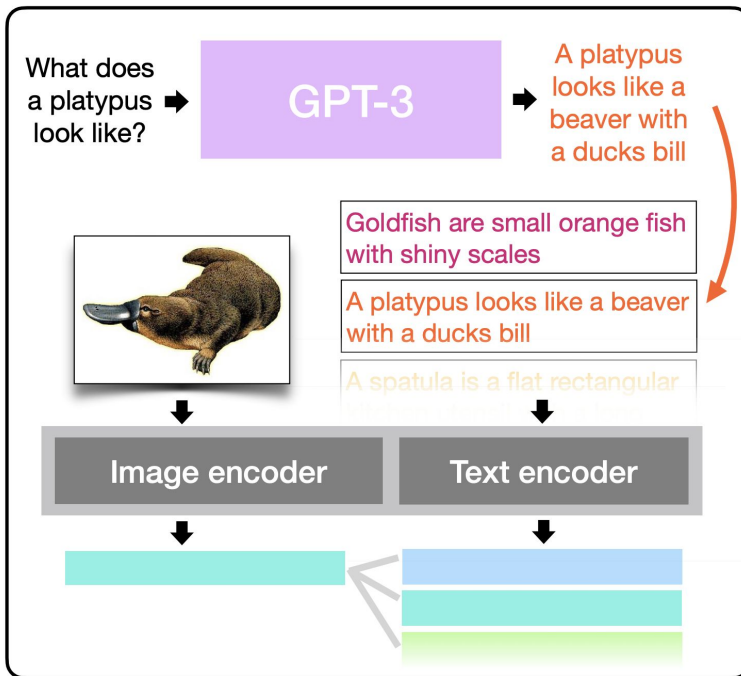 What does
a platypus
look like?
GPT-3
A platypus
looks like a
beaver with
a ducks bill
Goldfish are small orange fish
with shiny scales
A platypus looks like a beaver
with a ducks bill
A spatula is a flat rectangular
Image encoder
Text encoder